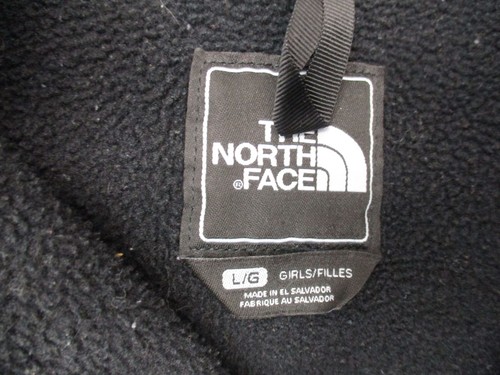 THE
NORTH
®FACE
L/G GIRLS/FILLES
MADE IN EL SALVADOR
FABRIQUE AU SALVADOR